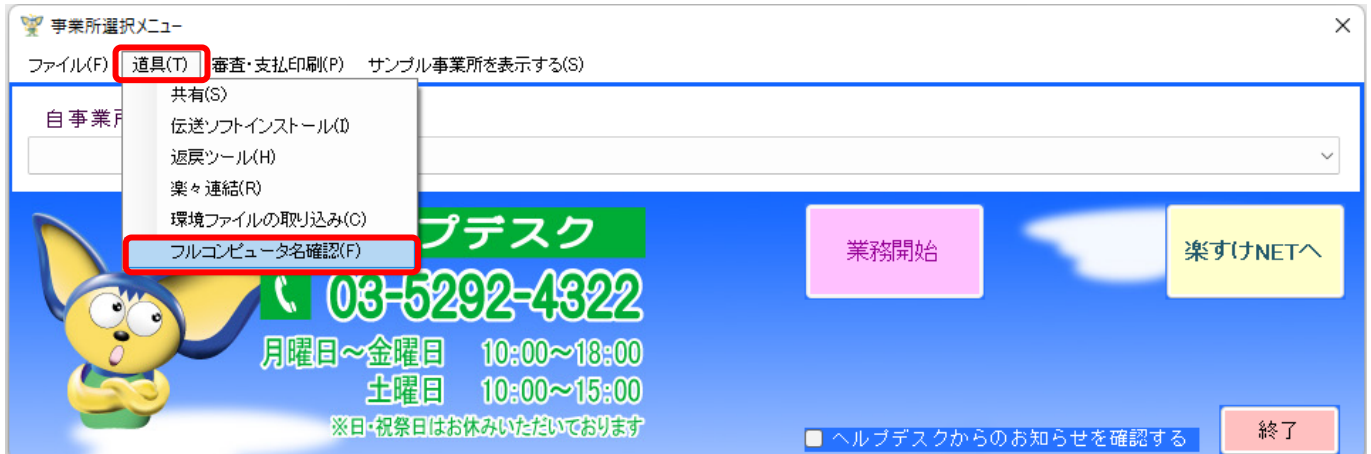 事業所選択メニュー
ファイル(F) 道具(T) 審査・支払印刷(P) サンプル事業所を表示する(S)
共有(S)
自事業所
伝送ソフトインストール(I)
返戻ツール(H)
楽々連結(R)
環境ファイルの取り込み(C)
フルコンピュータ名確認(F)
プデスク
業務開始
楽すけNETへ
03-5292-4322
月曜日～金曜日 10:00～18:00
土曜日 10:00～15:00
※日・祝祭日はお休みいただいております
ヘルプデスクからのお知らせを確認する
終了